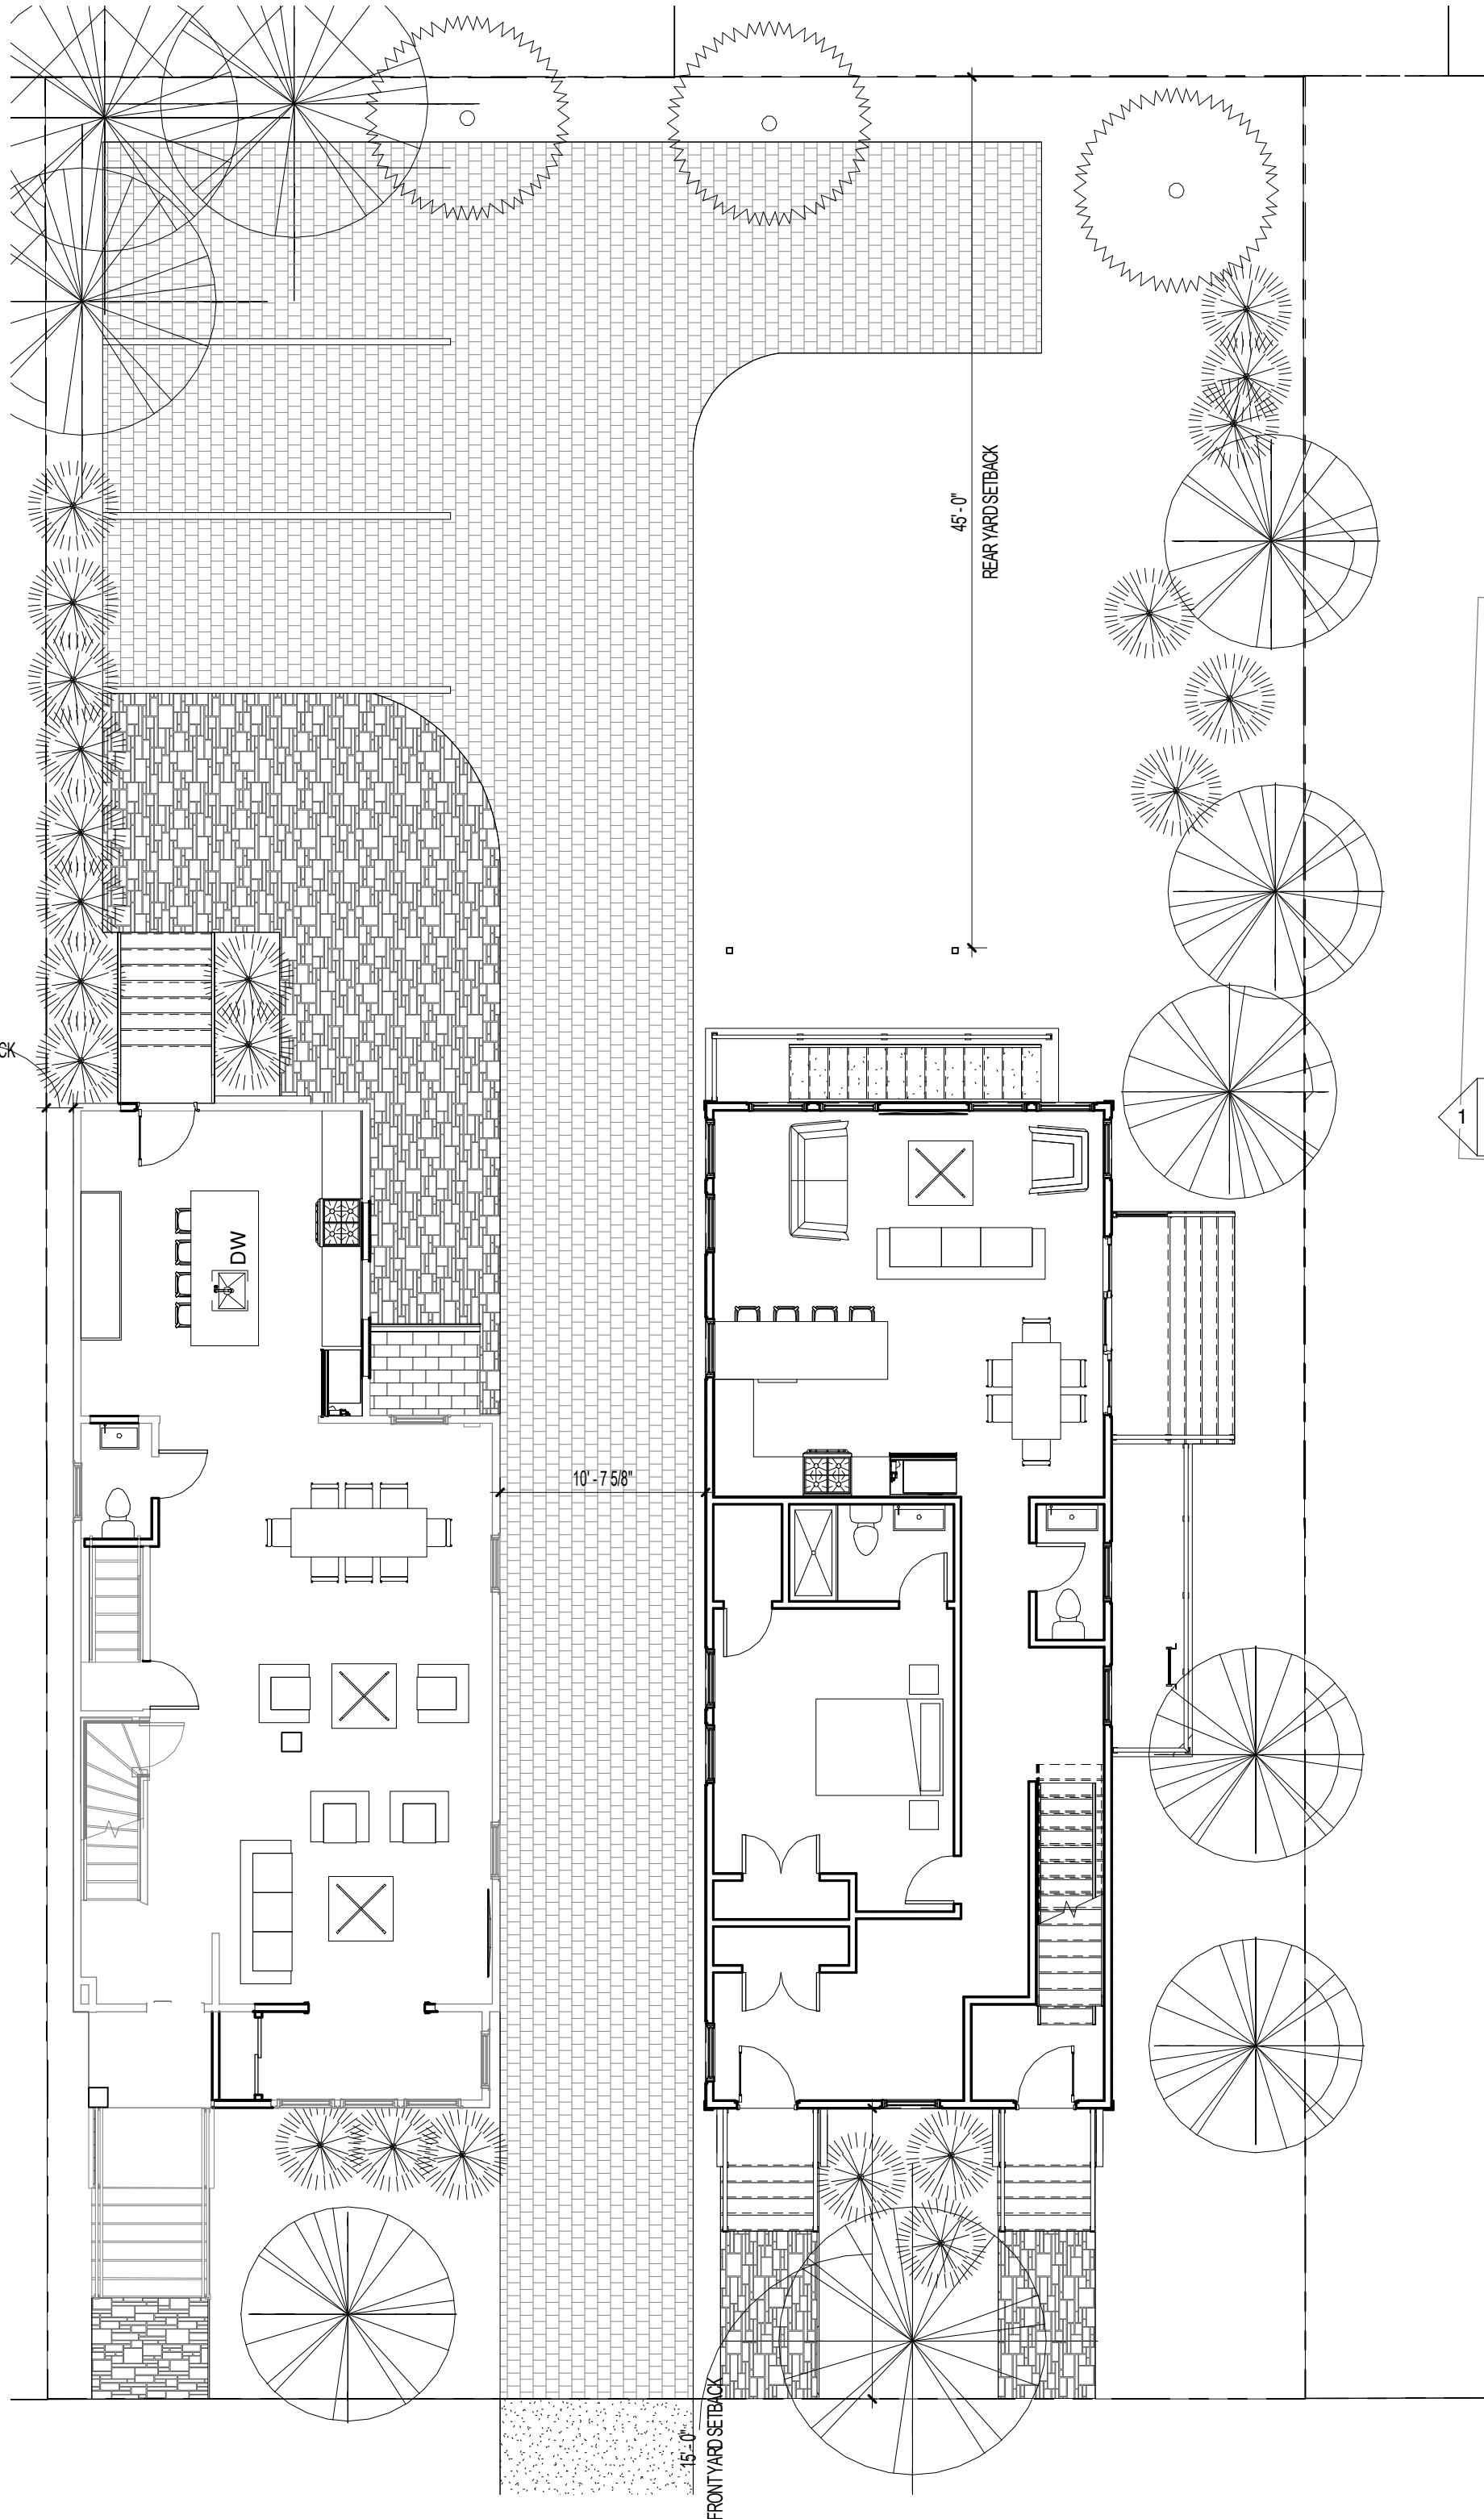 45' - 0"
REAR YARD SETBACK
CK
1
DW
10' - 7 5/8"
15' - 0"
FRONT YARD SETBACK